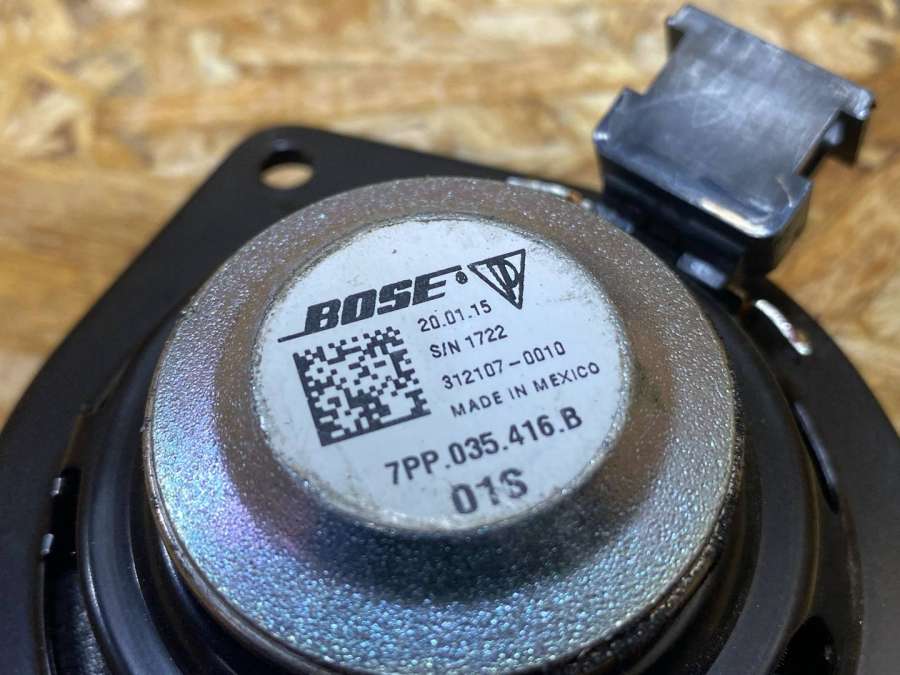 BOSE
20.01.15
S/N 1722
312107-0010
MADE IN MEXICO
7PP.035.416.B
01S